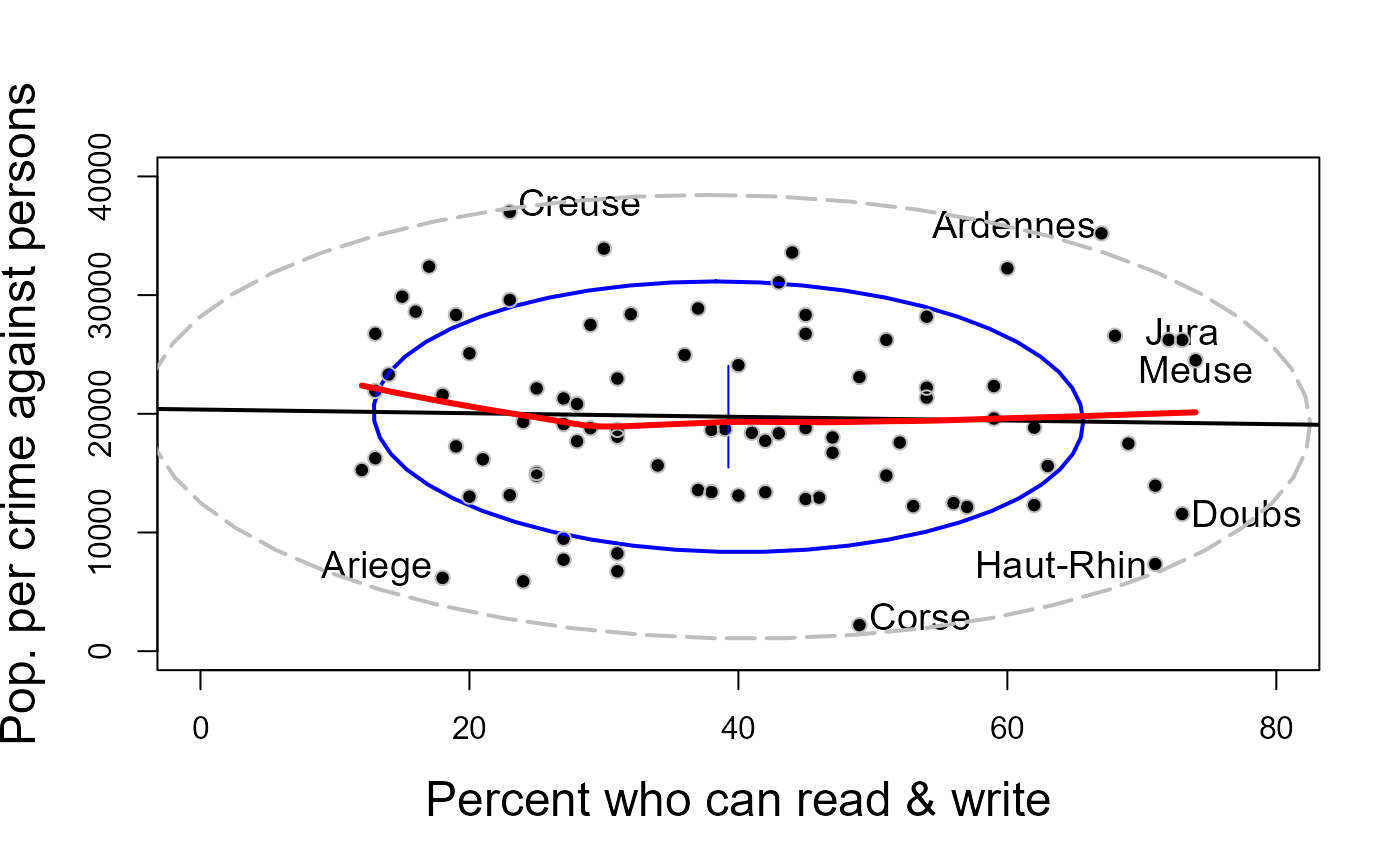 Pop. per crime against persons
40000
30000
20000
10000
0
Creuse
Ardennes
Jura
Meuse
Doubs
Ariege
Haut-Rhin
Corse
0 20 40 60 80
Percent who can read & write